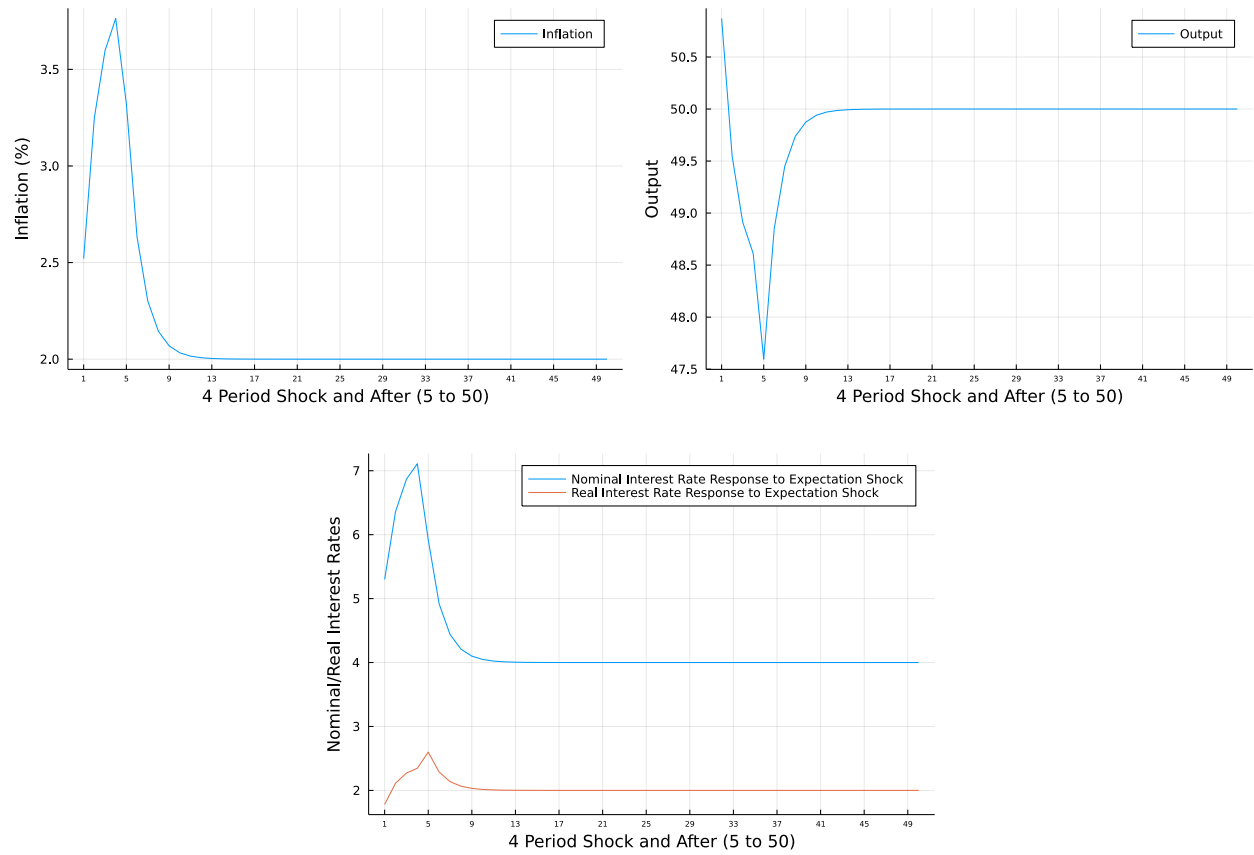 Inflation
3.5
3.0
2.5
2.0
Inflation (%)
1 5 9 13 17 21 25 29 33 37 41 45 49
4 Period Shock and After (5 to 50)
Output
50.5
50.0
49.5
49.0
48.5
48.0
47.5
Output
1 5 9 13 17 21 25 29 33 37 41 45 49
4 Period Shock and After (5 to 50)
Nominal Interest Rate Response to Expectation Shock
Real Interest Rate Response to Expectation Shock
7
6
5
4
3
2
Nominal/Real Interest Rates
1 5 9 13 17 21 25 29 33 37 41 45 49
4 Period Shock and After (5 to 50)